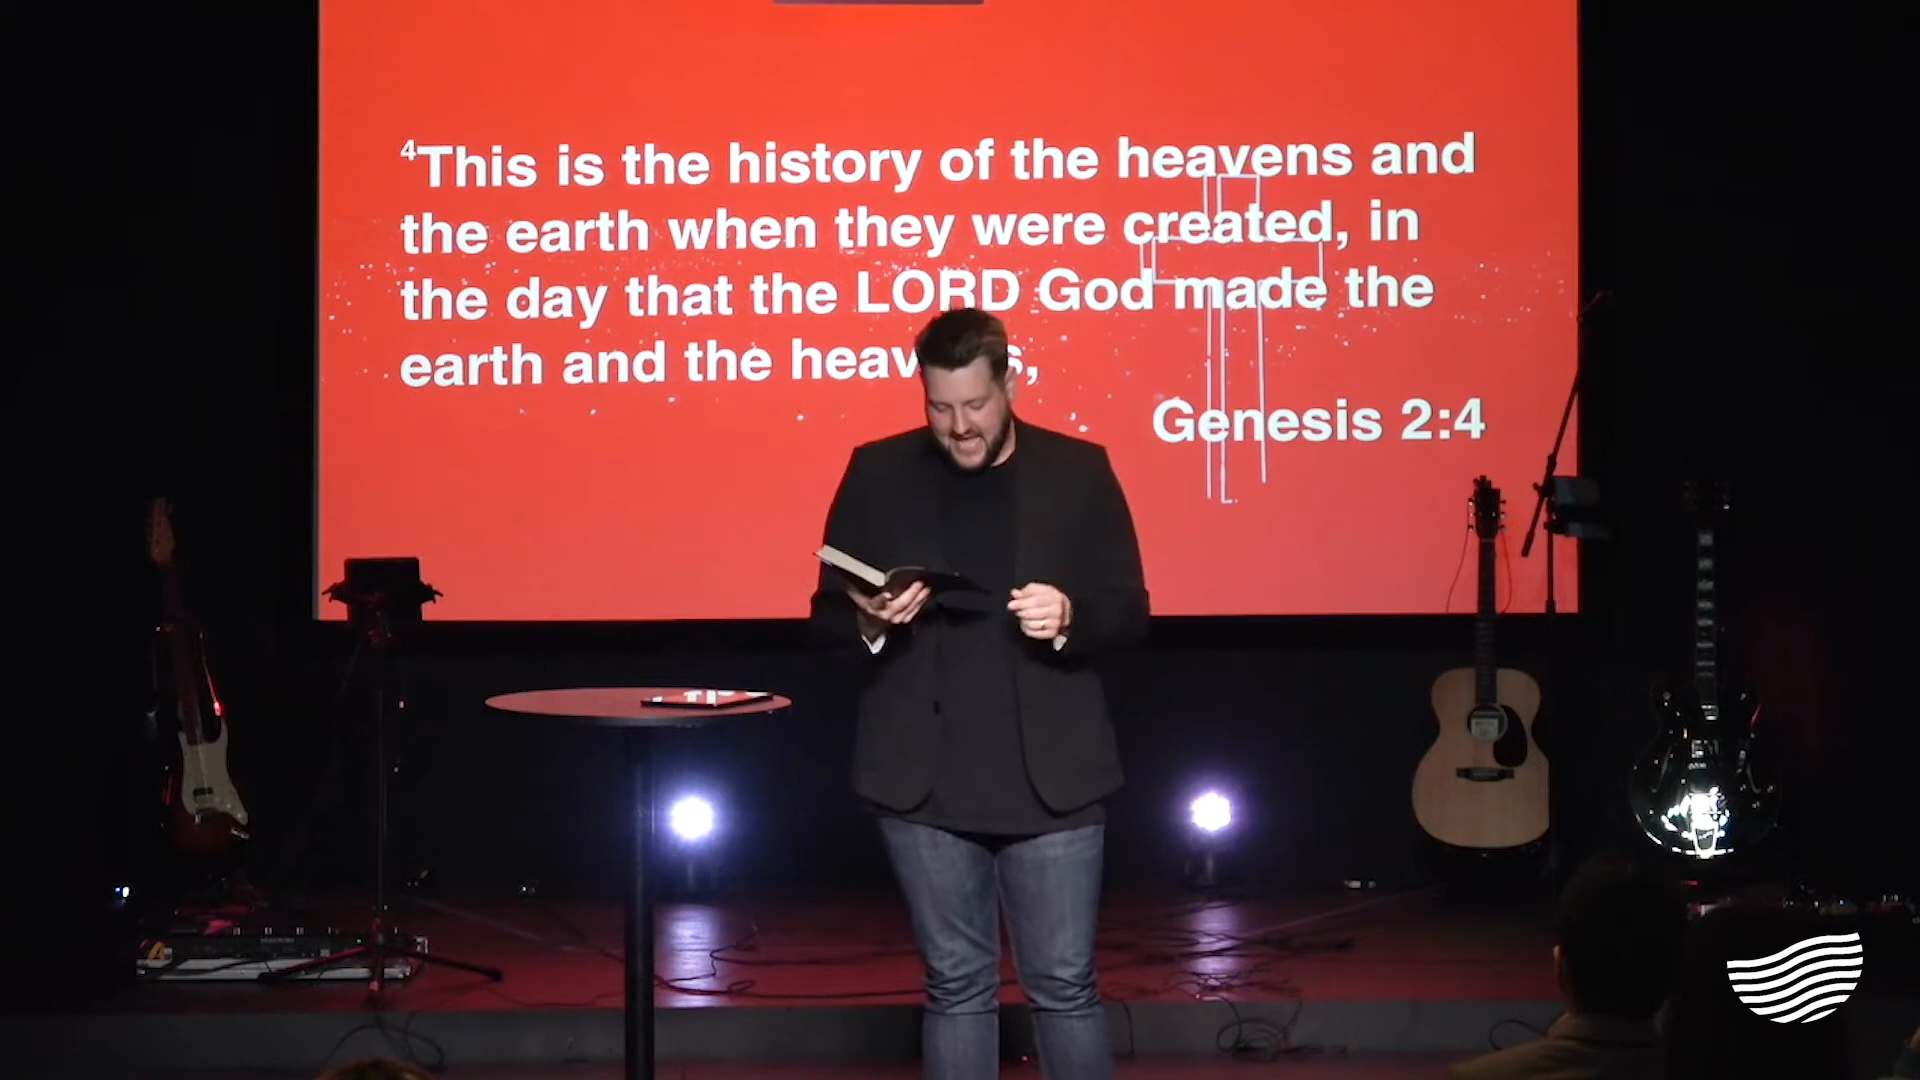 ⁴This is the history of the heavens and
the earth when they were created, in
the day that the LORD God made the
earth and the heav s,
Genesis 2:4